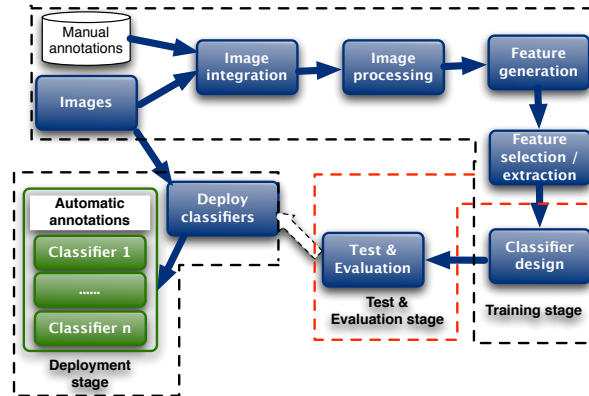 Manual
annotations
Images
Image
integration
Image
processing
Feature
generation
Feature
selection /
extraction
Classifier
design
Training stage
Test &
Evaluation
Test &
Evaluation stage
Deploy
classifiers
Automatic
annotations
Classifier 1
......
Classifier n
Deployment
stage